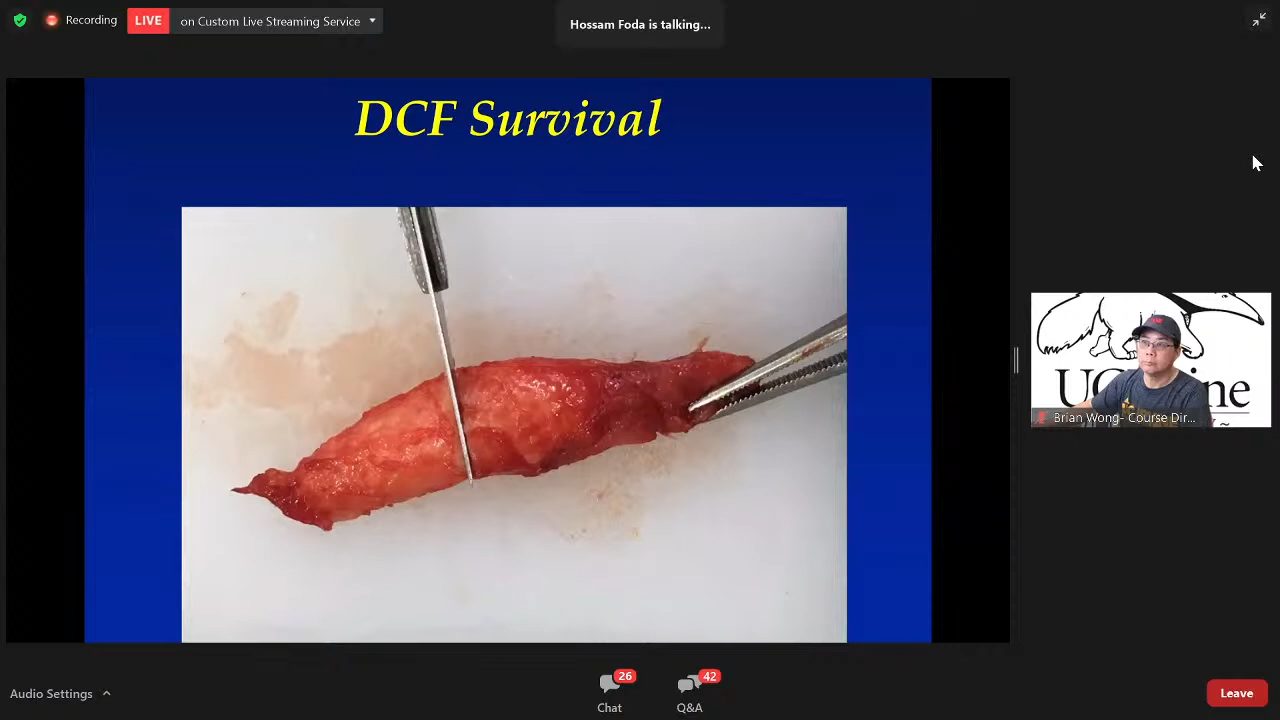 Recording
LIVE
on Custom Live Streaming Service
Hossam Foda is talking...
DCF Survival
Brian Wong- Course Dir...
Audio Settings
26
Chat
42
Q&A
Leave